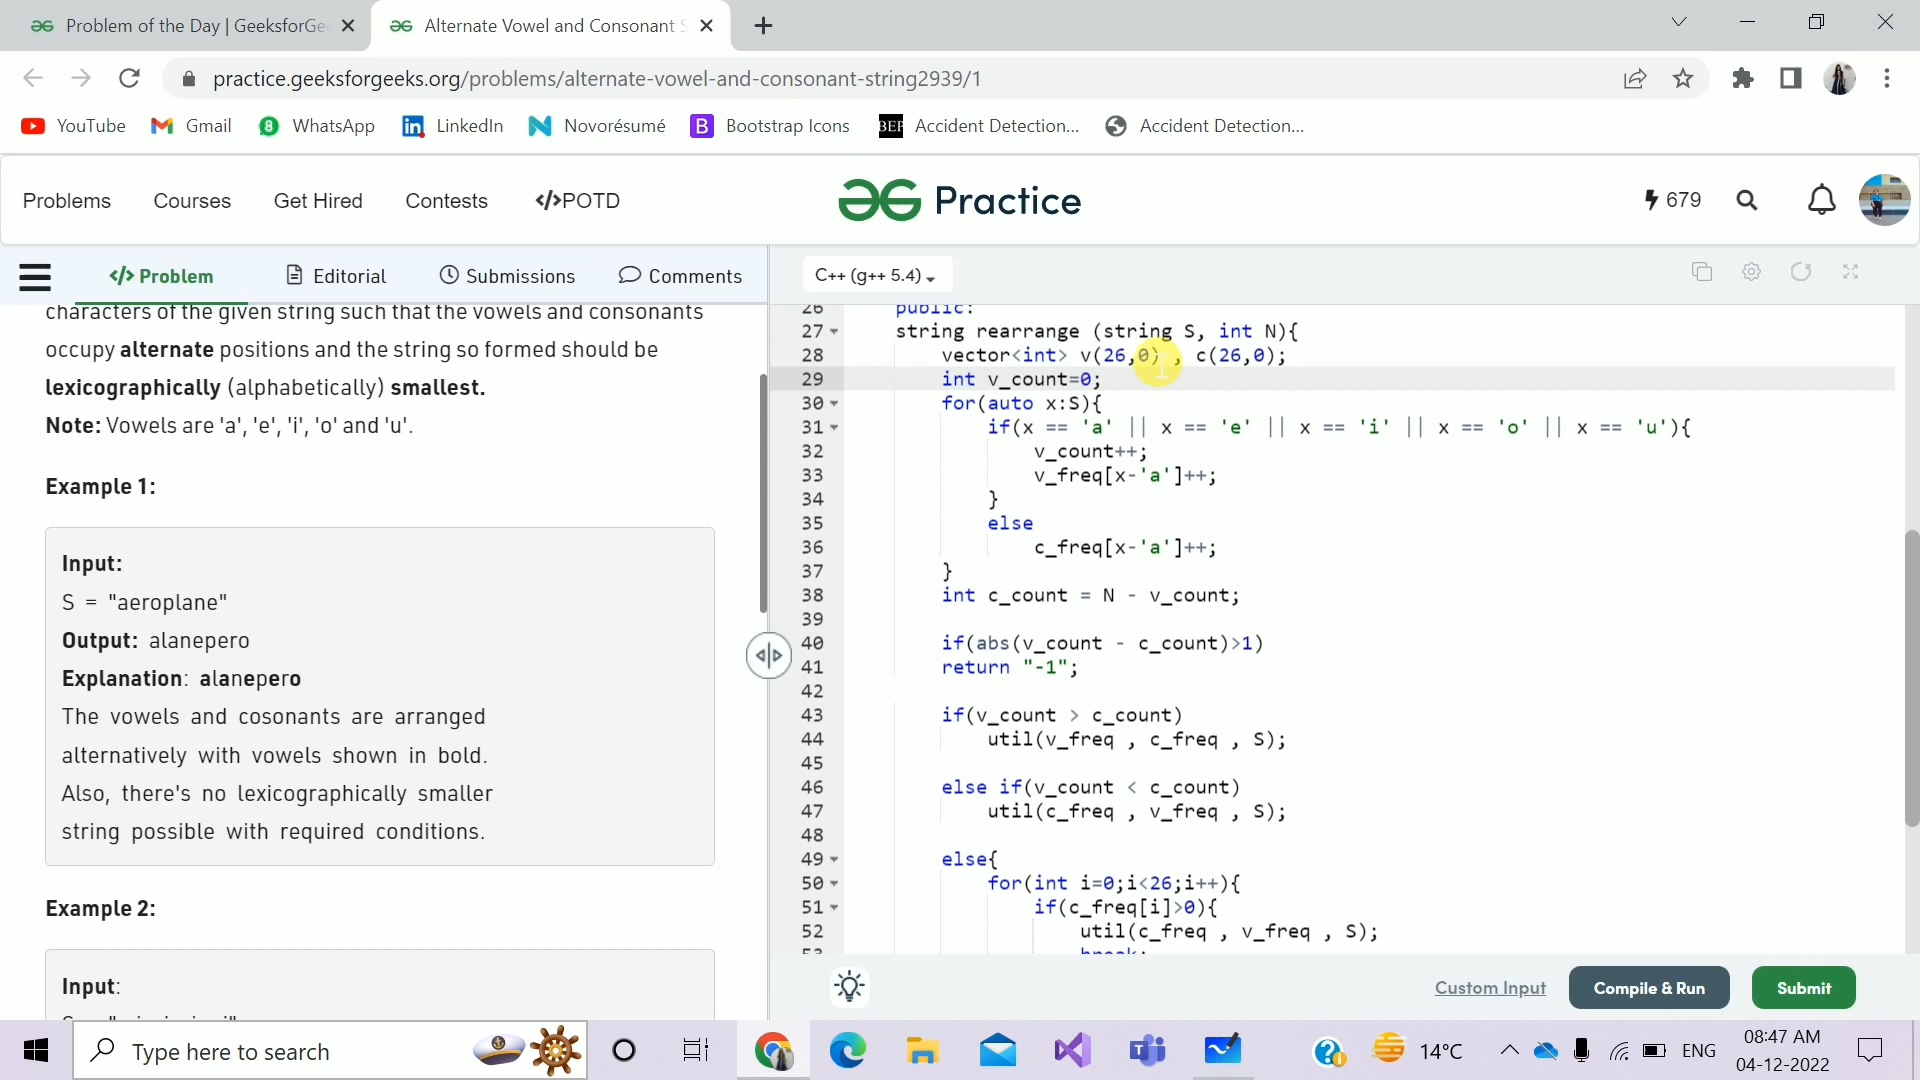 Problem of the Day | GeeksforGe
Alternate Vowel and Consonant S
practice.geeksforgeeks.org/problems/alternate-vowel-and-consonant-string2939/1
YouTube
Gmail
8 WhatsApp
in LinkedIn
N Novorésumé
B Bootstrap Icons
BEP Accident Detection...
Accident Detection...
Problems
Courses
Get Hired
Contests
</>POTD
Practice
679
</> Problem
Editorial
Submissions
Comments
C++ (g++ 5.4)
characters of the given string such that the vowels and consonants
occupy alternate positions and the string so formed should be
lexicographically (alphabetically) smallest.
Note: Vowels are 'a', 'e', 'i', 'o' and 'u'.
Example 1:
Input:
S = "aeroplane"
Output: alanepero
Explanation: alanepero
The vowels and cosonants are arranged
alternatively with vowels shown in bold.
Also, there's no lexicographically smaller
string possible with required conditions.
Example 2:
Input:
26 public:
27 string rearrange (string S, int N){
28 vector<int> v(26,0) , c(26,0);
29 int v_count=0;
30 for(auto x:S){
31 if(x == 'a' || x == 'e' || x == 'i' || x == 'o' || x == 'u'){
32 v_count++;
33 v_freq[x-'a']++;
34 }
35 else
36 c_freq[x-'a']++;
37 }
38 int c_count = N - v_count;
39
40 if(abs(v_count - c_count)>1)
41 return "-1";
42
43 if(v_count > c_count)
44 util(v_freq , c_freq , S);
45
46 else if(v_count < c_count)
47 util(c_freq , v_freq , S);
48
49 else{
50 for(int i=0;i<26;i++){
51 if(c_freq[i]>0){
52 util(c_freq , v_freq , S);
53 break;
Custom Input
Compile & Run
Submit
Type here to search
14°C
ENG
08:47 AM
04-12-2022